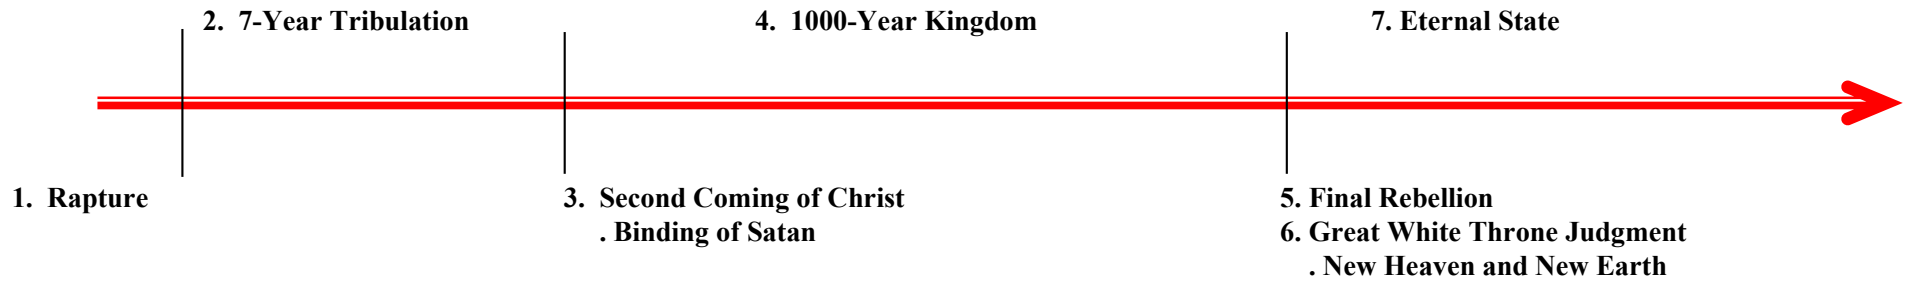 2.  7-Year Tribulation
4.  1000-Year Kingdom
7. Eternal State
1.  Rapture
3.  Second Coming of Christ
. Binding of Satan
5. Final Rebellion
6. Great White Throne Judgment
. New Heaven and New Earth